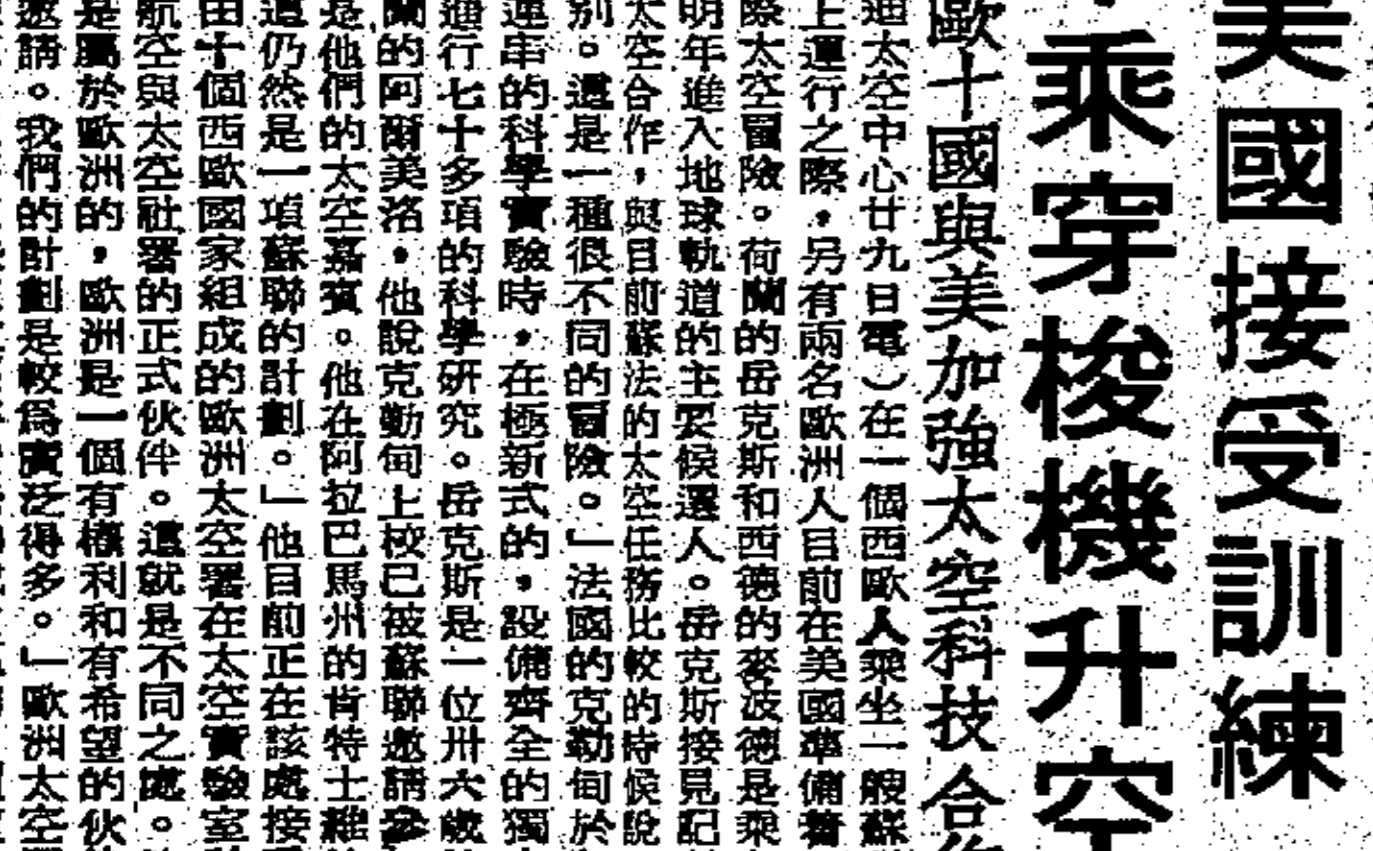 美國接受訓練
乘穿梭機升空
歐十國與美加強太空科技合作
迪太空中心廿九日電）在一個西歐人乘坐一艘蘇
上運行之際，另有兩名歐洲人目前在美國準備着
際太空冒險。荷蘭的岳克斯和西德的麥波德是乘
明年進入地球軌道的主要候選人。岳克斯接見記
太空合作，與目前蘇法的太空任務比較的時候說
別。這是一種很不同的冒險。」法國的克勒甸於
連串的科學實驗時，在極新式的，設備齊全的獨
進行七十多項的科學研究。岳克斯是一位卅六歲
蘭的阿爾美洛，他說克勤甸上校已被蘇聯邀請參
是他們的太空嘉賓。他在阿拉巴馬州的肯特士維
這仍然是一項蘇聯的計劃。」他目前正在該處接
由十個西歐國家組成的歐洲太空署在太空實驗室
航空與太空社署的正式伙伴。這就是不同之處。
是屬於歐洲的，歐洲是一個有權利和有希望的伙
邀請。我們的計劃是較爲廣泛得多。」歐洲太空